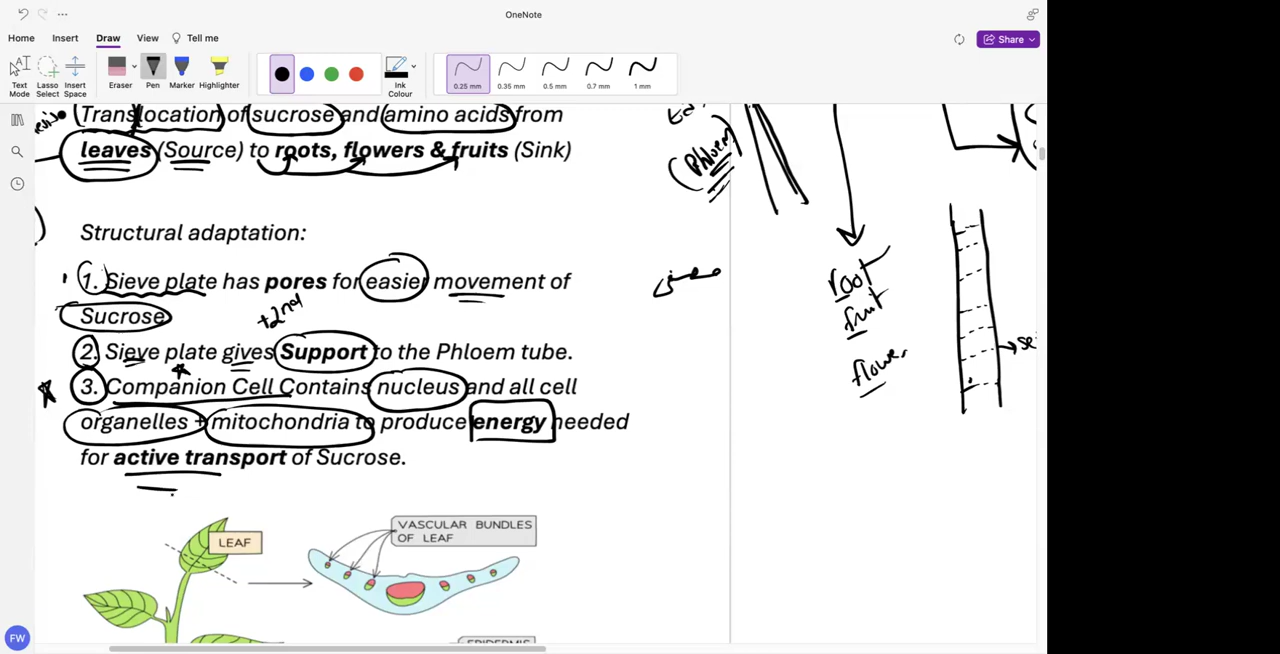 OneNote
Home Insert Draw View Tell me
Share
Text Mode
Lasso Select
Insert Space
Eraser
Pen
Marker
Highlighter
Ink Colour
0.25 mm
0.35 mm
0.5 mm
0.7 mm
1 mm
Translocation of sucrose and amino acids from
leaves (Source) to roots, flowers & fruits (Sink)
(Phloem)
Structural adaptation:
1. Sieve plate has pores for easier movement of
Sucrose
+2nd
2. Sieve plate gives Support to the Phloem tube.
3. Companion Cell Contains nucleus and all cell
organelles + mitochondria to produce energy needed
for active transport of Sucrose.
root
fruit
flower
LEAF
VASCULAR BUNDLES
OF LEAF
EPIDERMIS
FW